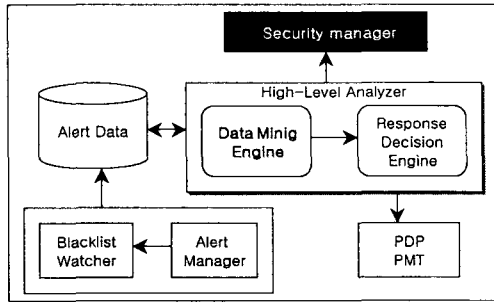 Security manager
High-Level Analyzer
Alert Data
Data Minig
Engine
Response
Decision
Engine
Blacklist
Watcher
Alert
Manager
PDP
PMT